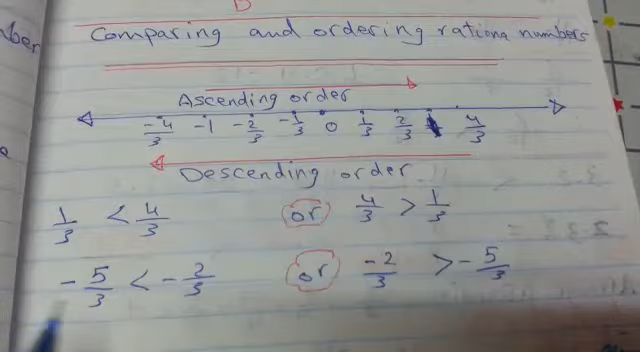 B
Comparing and ordering rationa numbers
Ascending order
-4/3 -1 -2/3 -1/3 0 1/3 2/3 1 4/3
Descending order
1/3 < 4/3 or 4/3 > 1/3
-5/3 < -2/3 or -2/3 > -5/3